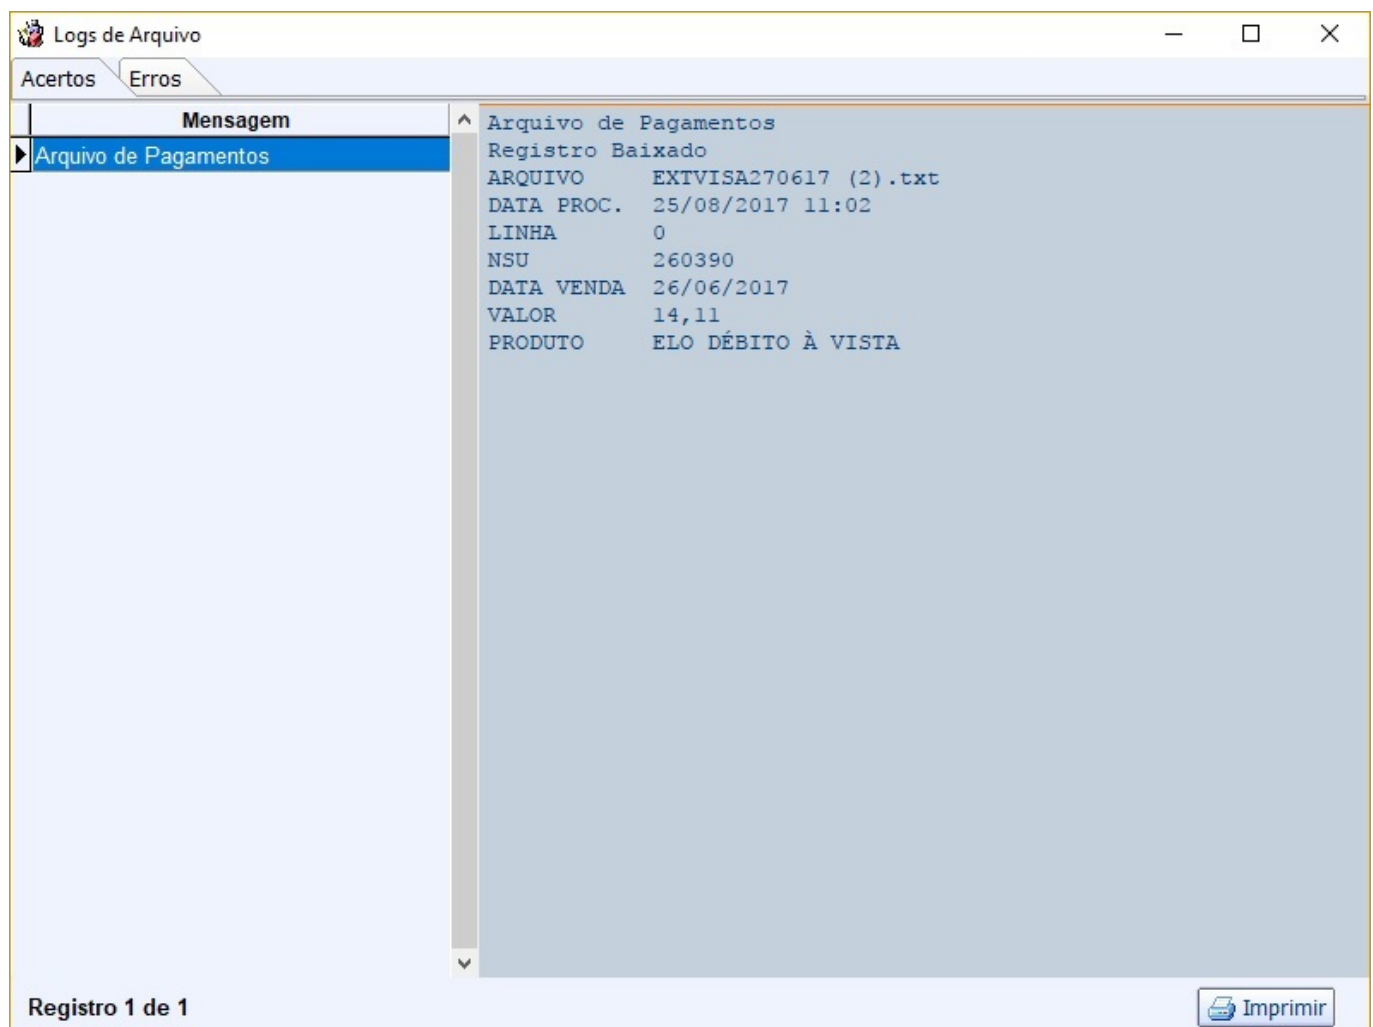 Logs de Arquivo
Acertos
Erros
Mensagem
Arquivo de Pagamentos
Arquivo de Pagamentos
Registro Baixado
ARQUIVO EXTVISA270617 (2).txt
DATA PROC. 25/08/2017 11:02
LINHA 0
NSU 260390
DATA VENDA 26/06/2017
VALOR 14,11
PRODUTO ELO DÉBITO À VISTA
Registro 1 de 1
Imprimir